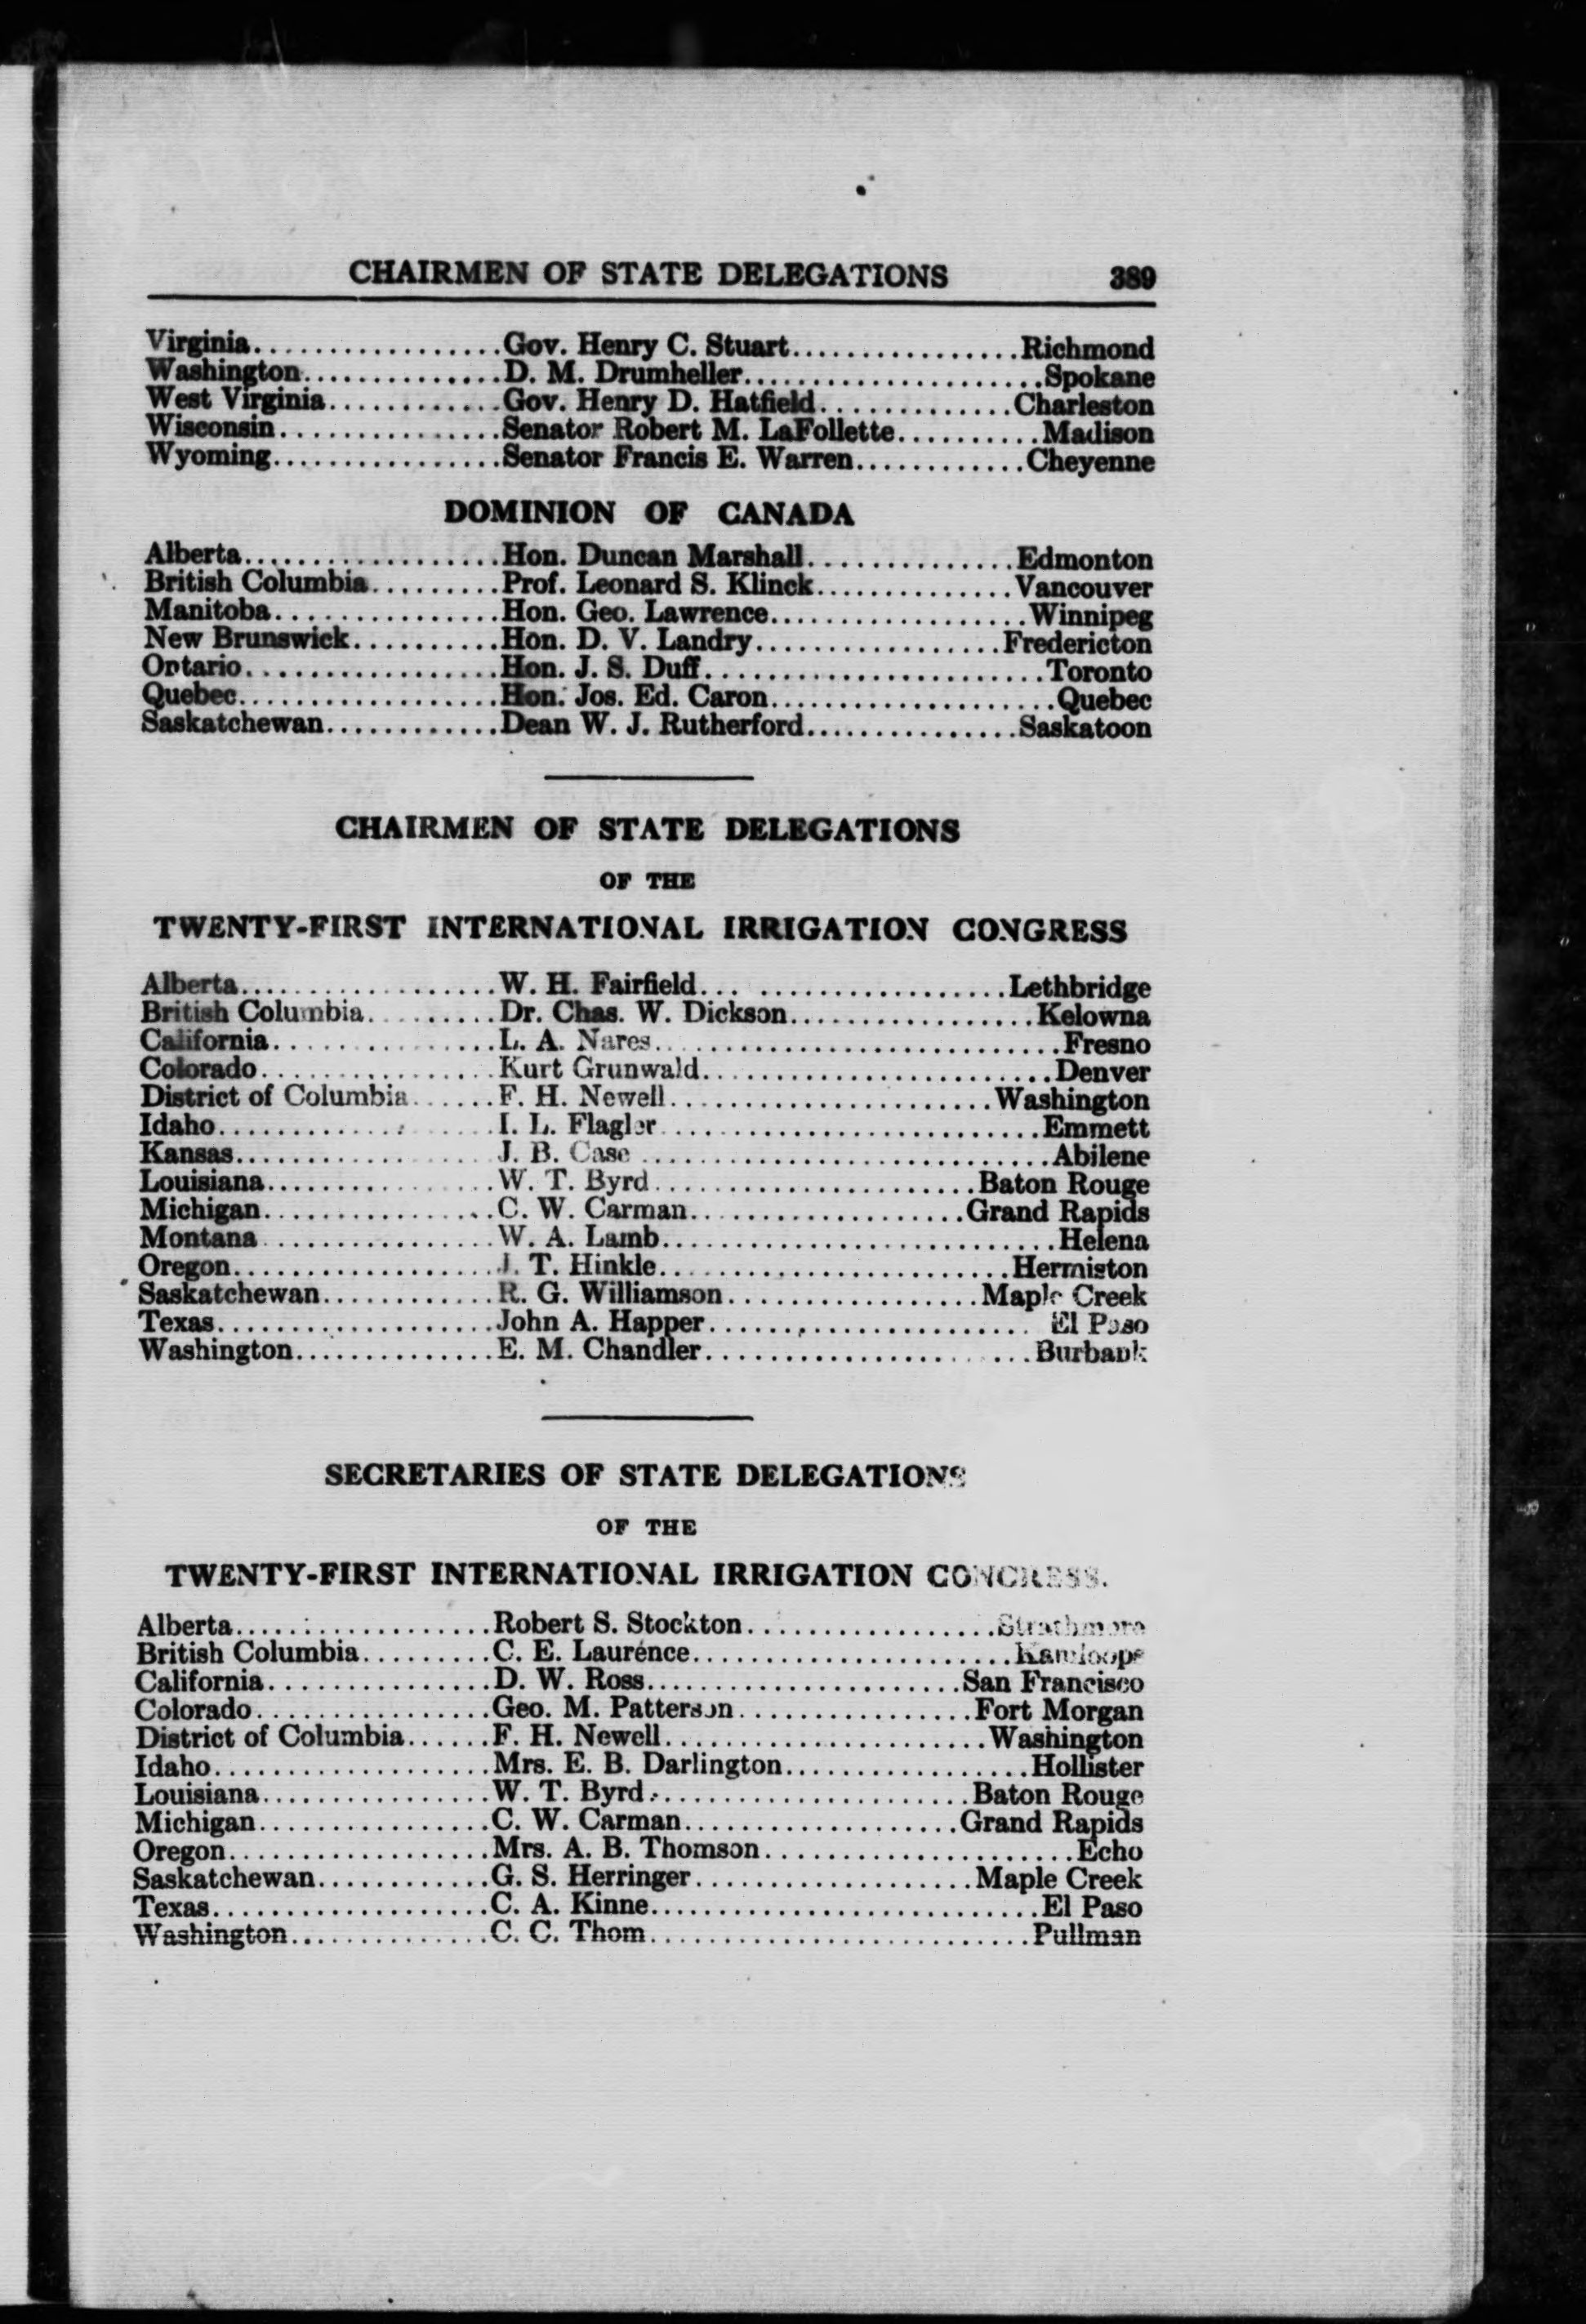 CHAIRMEN OF STATE DELEGATIONS 389
Virginia..................Gov. Henry C. Stuart................Richmond
Washington..............D. M. Drumheller.....................Spokane
West Virginia............Gov. Henry D. Hatfield.............Charleston
Wisconsin................Senator Robert M. LaFollette..........Madison
Wyoming................Senator Francis E. Warren............Cheyenne
DOMINION OF CANADA
Alberta..................Hon. Duncan Marshall..............Edmonton
British Columbia.........Prof. Leonard S. Klinck..............Vancouver
Manitoba................Hon. Geo. Lawrence..................Winnipeg
New Brunswick..........Hon. D. V. Landry.................Fredericton
Ontario..................Hon. J. S. Duff........................Toronto
Quebec..................Hon. Jos. Ed. Caron....................Quebec
Saskatchewan............Dean W. J. Rutherford...............Saskatoon
CHAIRMEN OF STATE DELEGATIONS
OF THE
TWENTY-FIRST INTERNATIONAL IRRIGATION CONGRESS
Alberta..................W. H. Fairfield.....................Lethbridge
British Columbia.........Dr. Chas. W. Dickson.................Kelowna
California................L. A. Nares.............................Fresno
Colorado................Kurt Grunwald.........................Denver
District of Columbia......F. H. Newell.......................Washington
Idaho....................I. L. Flagler...........................Emmett
Kansas..................J. B. Case.............................Abilene
Louisiana................W. T. Byrd.......................Baton Rouge
Michigan................C. W. Carman...................Grand Rapids
Montana................W. A. Lamb............................Helena
Oregon..................J. T. Hinkle.........................Hermiston
Saskatchewan............R. G. Williamson..................Maple Creek
Texas....................John A. Happer.......................El Paso
Washington..............E. M. Chandler.......................Burbank
SECRETARIES OF STATE DELEGATIONS
OF THE
TWENTY-FIRST INTERNATIONAL IRRIGATION CONGRESS.
Alberta..................Robert S. Stockton..................Strathmore
British Columbia.........C. E. Laurence.......................Kamloops
California................D. W. Ross......................San Francisco
Colorado................Geo. M. Patterson................Fort Morgan
District of Columbia......F. H. Newell.......................Washington
Idaho....................Mrs. E. B. Darlington.................Hollister
Louisiana................W. T. Byrd.......................Baton Rouge
Michigan................C. W. Carman...................Grand Rapids
Oregon..................Mrs. A. B. Thomson......................Echo
Saskatchewan............G. S. Herringer...................Maple Creek
Texas....................C. A. Kinne...........................El Paso
Washington..............C. C. Thom..........................Pullman